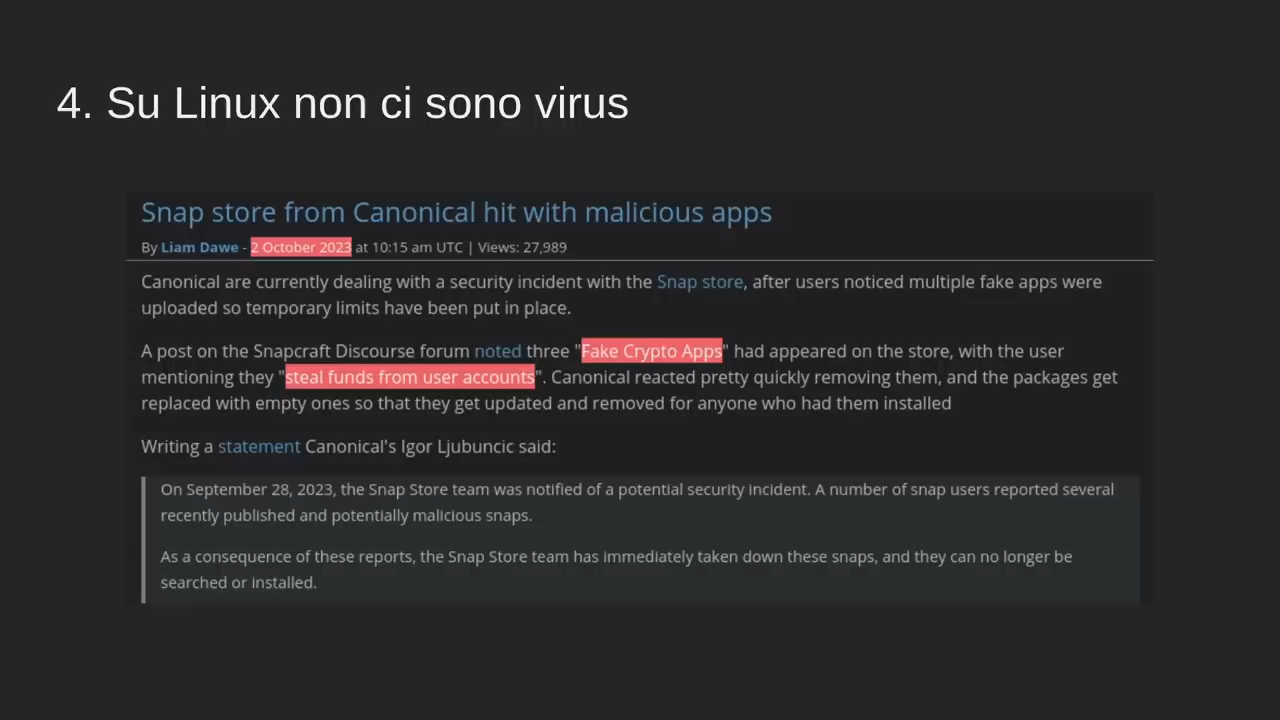 4. Su Linux non ci sono virus
Snap store from Canonical hit with malicious apps
By Liam Dawe - 2 October 2023 at 10:15 am UTC | Views: 27,989
Canonical are currently dealing with a security incident with the Snap store, after users noticed multiple fake apps were
uploaded so temporary limits have been put in place.
A post on the Snapcraft Discourse forum noted three "Fake Crypto Apps" had appeared on the store, with the user
mentioning they "steal funds from user accounts". Canonical reacted pretty quickly removing them, and the packages get
replaced with empty ones so that they get updated and removed for anyone who had them installed
Writing a statement Canonical's Igor Ljubuncic said:
On September 28, 2023, the Snap Store team was notified of a potential security incident. A number of snap users reported several
recently published and potentially malicious snaps.
As a consequence of these reports, the Snap Store team has immediately taken down these snaps, and they can no longer be
searched or installed.